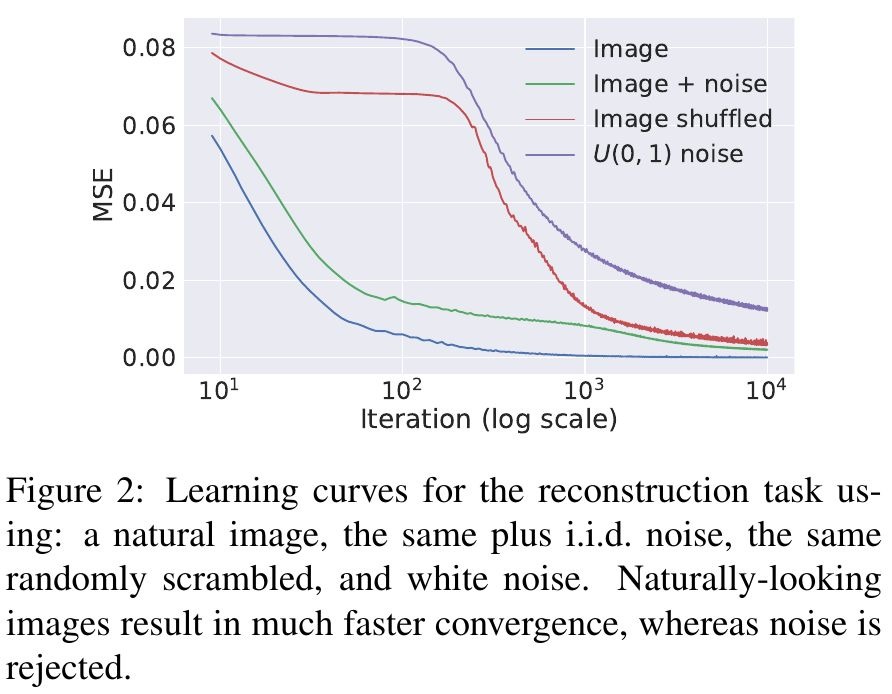 0.08
0.06
0.04
0.02
0.00
MSE
Image
Image + noise
Image shuffled
U(0, 1) noise
10¹ 10² 10³ 10⁴
Iteration (log scale)
Figure 2: Learning curves for the reconstruction task us-
ing: a natural image, the same plus i.i.d. noise, the same
randomly scrambled, and white noise. Naturally-looking
images result in much faster convergence, whereas noise is
rejected.